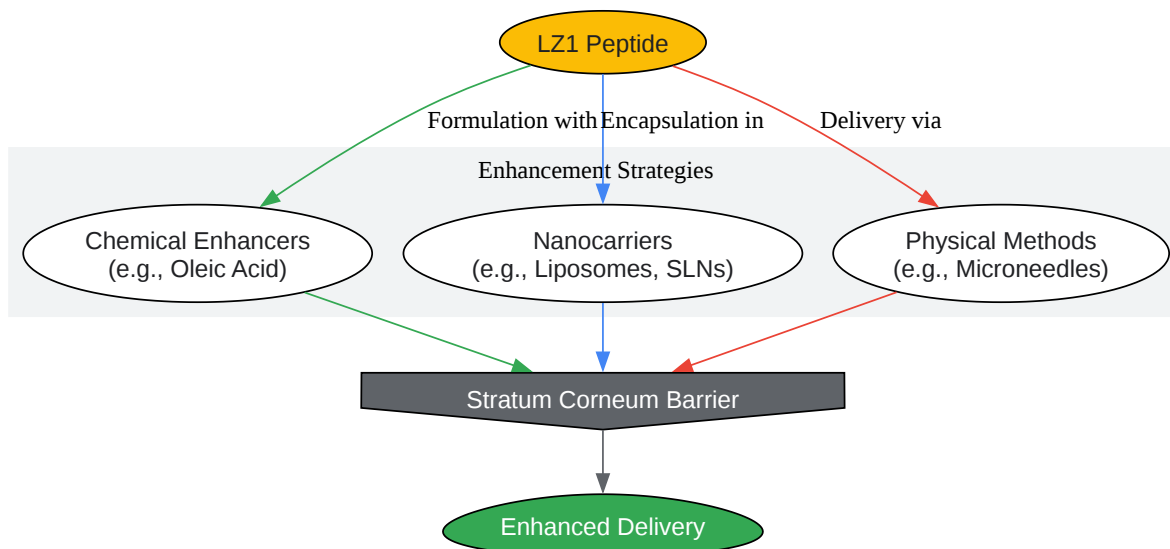 LZ1 Peptide
Formulation with
Encapsulation in
Delivery via
Enhancement Strategies
Chemical Enhancers
(e.g., Oleic Acid)
Nanocarriers
(e.g., Liposomes, SLNs)
Physical Methods
(e.g., Microneedles)
Stratum Corneum Barrier
Enhanced Delivery